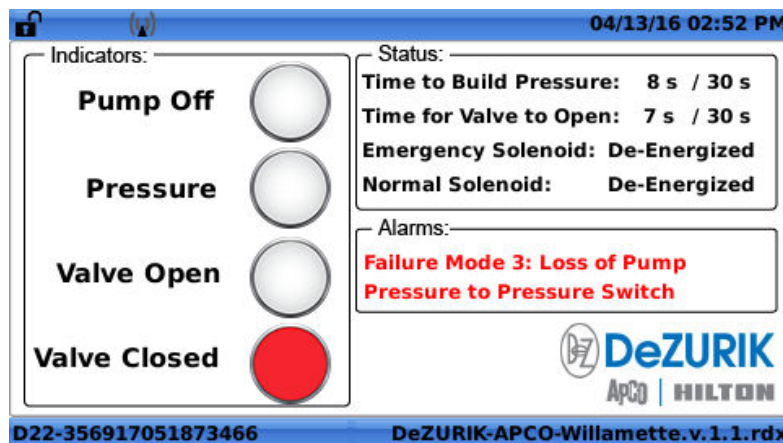 04/13/16 02:52 PM
Indicators:
Pump Off
Pressure
Valve Open
Valve Closed
Status:
Time to Build Pressure: 8 s / 30 s
Time for Valve to Open: 7 s / 30 s
Emergency Solenoid: De-Energized
Normal Solenoid: De-Energized
Alarms:
Failure Mode 3: Loss of Pump
Pressure to Pressure Switch
DZ DeZURIK
APCO | HILTON
D22-356917051873466 DeZURIK-APCO-Willamette.v.1.1.rd